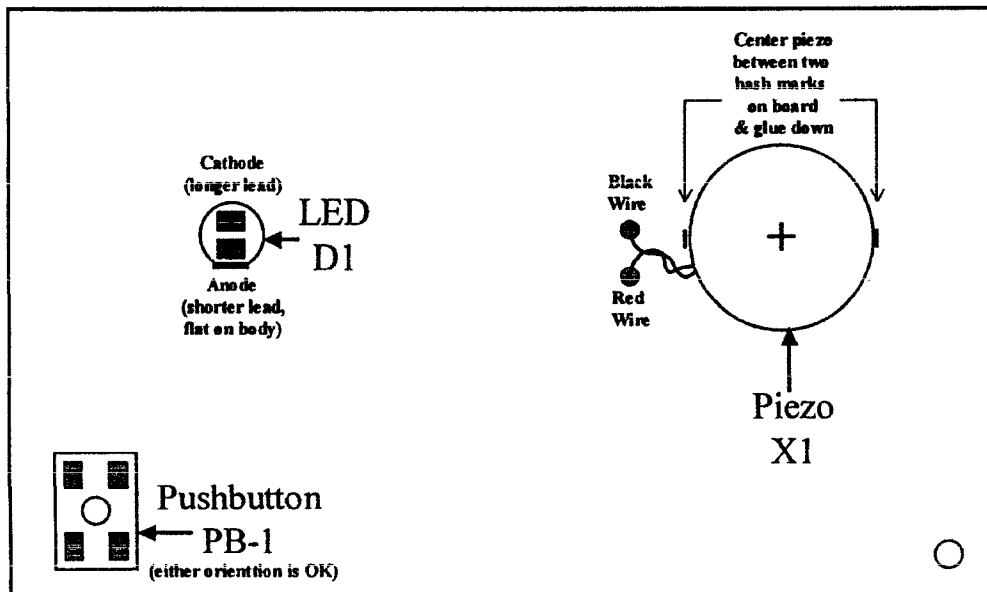 Center piezo
between two
hash marks
on board
& glue down
Cathode
(longer lead)
LED
D1
Anode
(shorter lead,
flat on body)
Black
Wire
Red
Wire
Piezo
X1
Pushbutton
PB-1
(either orienttion is OK)